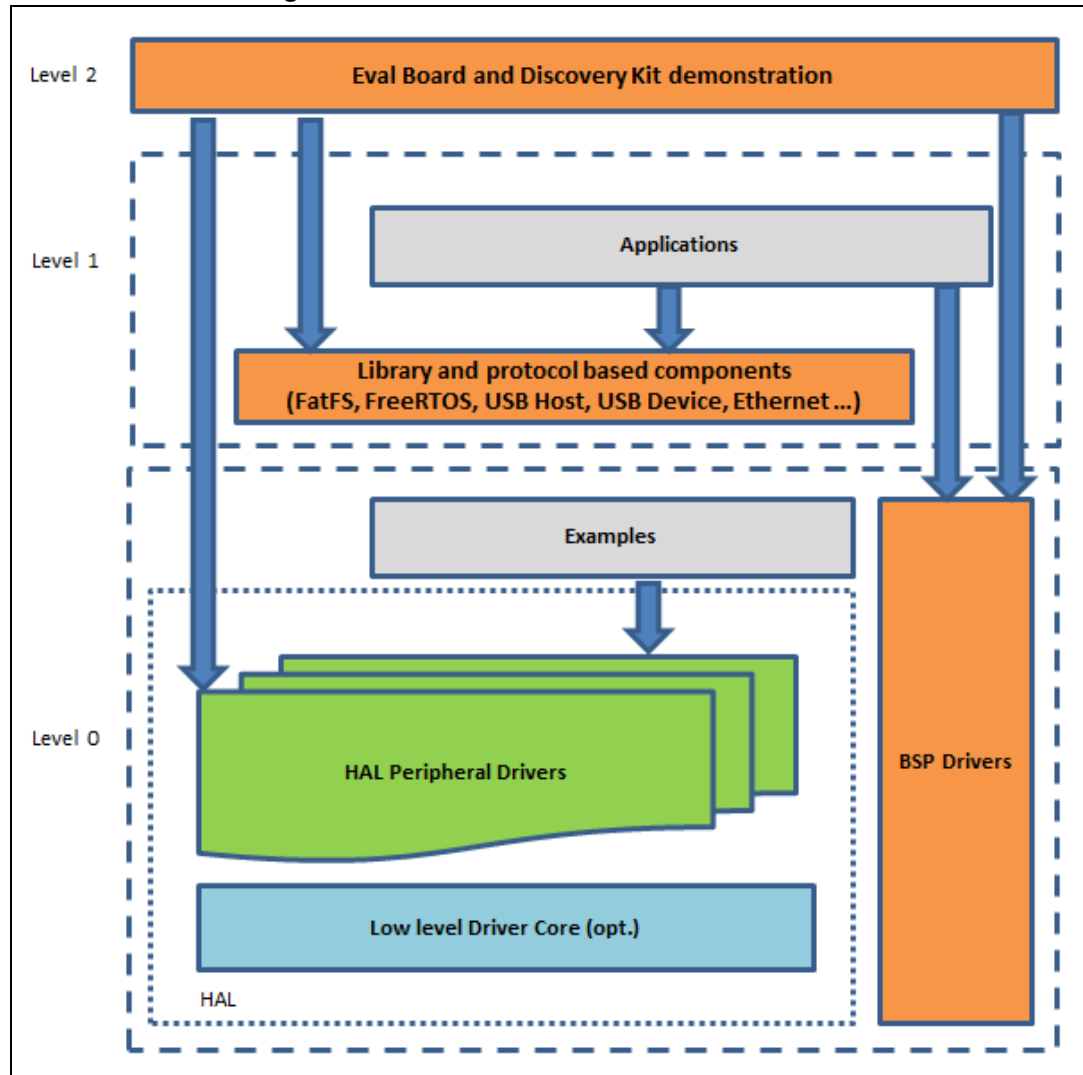 Level 2
Eval Board and Discovery Kit demonstration
Level 1
Applications
Library and protocol based components
(FatFS, FreeRTOS, USB Host, USB Device, Ethernet ...)
Examples
Level 0
HAL Peripheral Drivers
BSP Drivers
Low level Driver Core (opt.)
HAL